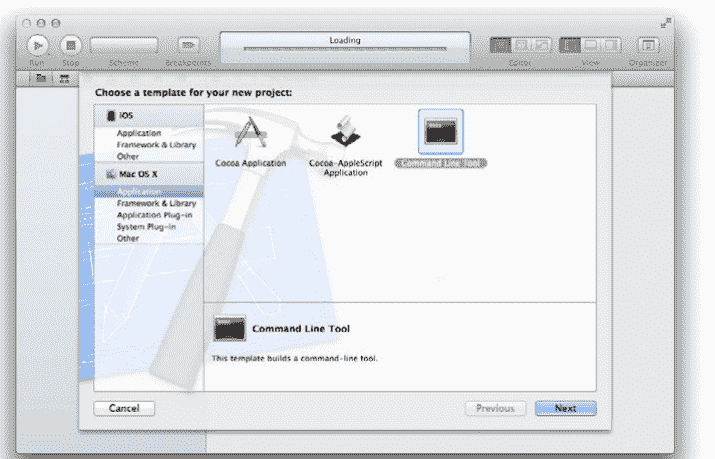 Loading
Run Stop Scheme Breakpoints Editor View Organizer
Choose a template for your new project:
iOS
Application
Framework & Library
Other
Mac OS X
Application
Framework & Library
Application Plug-in
System Plug-in
Other
Cocoa Application
Cocoa-AppleScript
Application
Command Line Tool
Command Line Tool
This template builds a command-line tool.
Cancel Previous Next